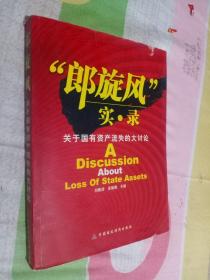 “郎旋风”
实·录
关于国有资产流失的大讨论
A
Discussion
About
Loss Of State Assets